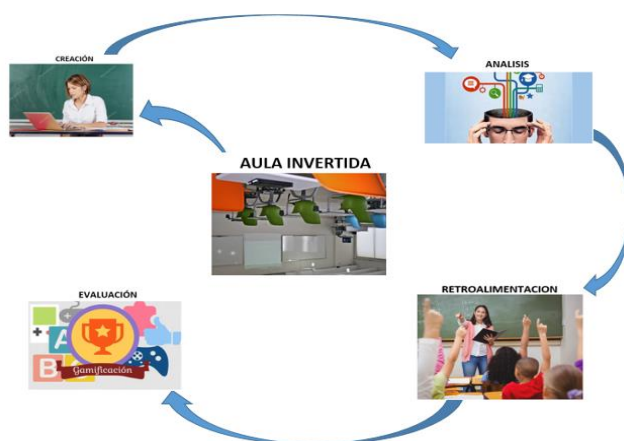 CREACIÓN
ANALISIS
AULA INVERTIDA
EVALUACIÓN
RETROALIMENTACION
A
B
Gamificación